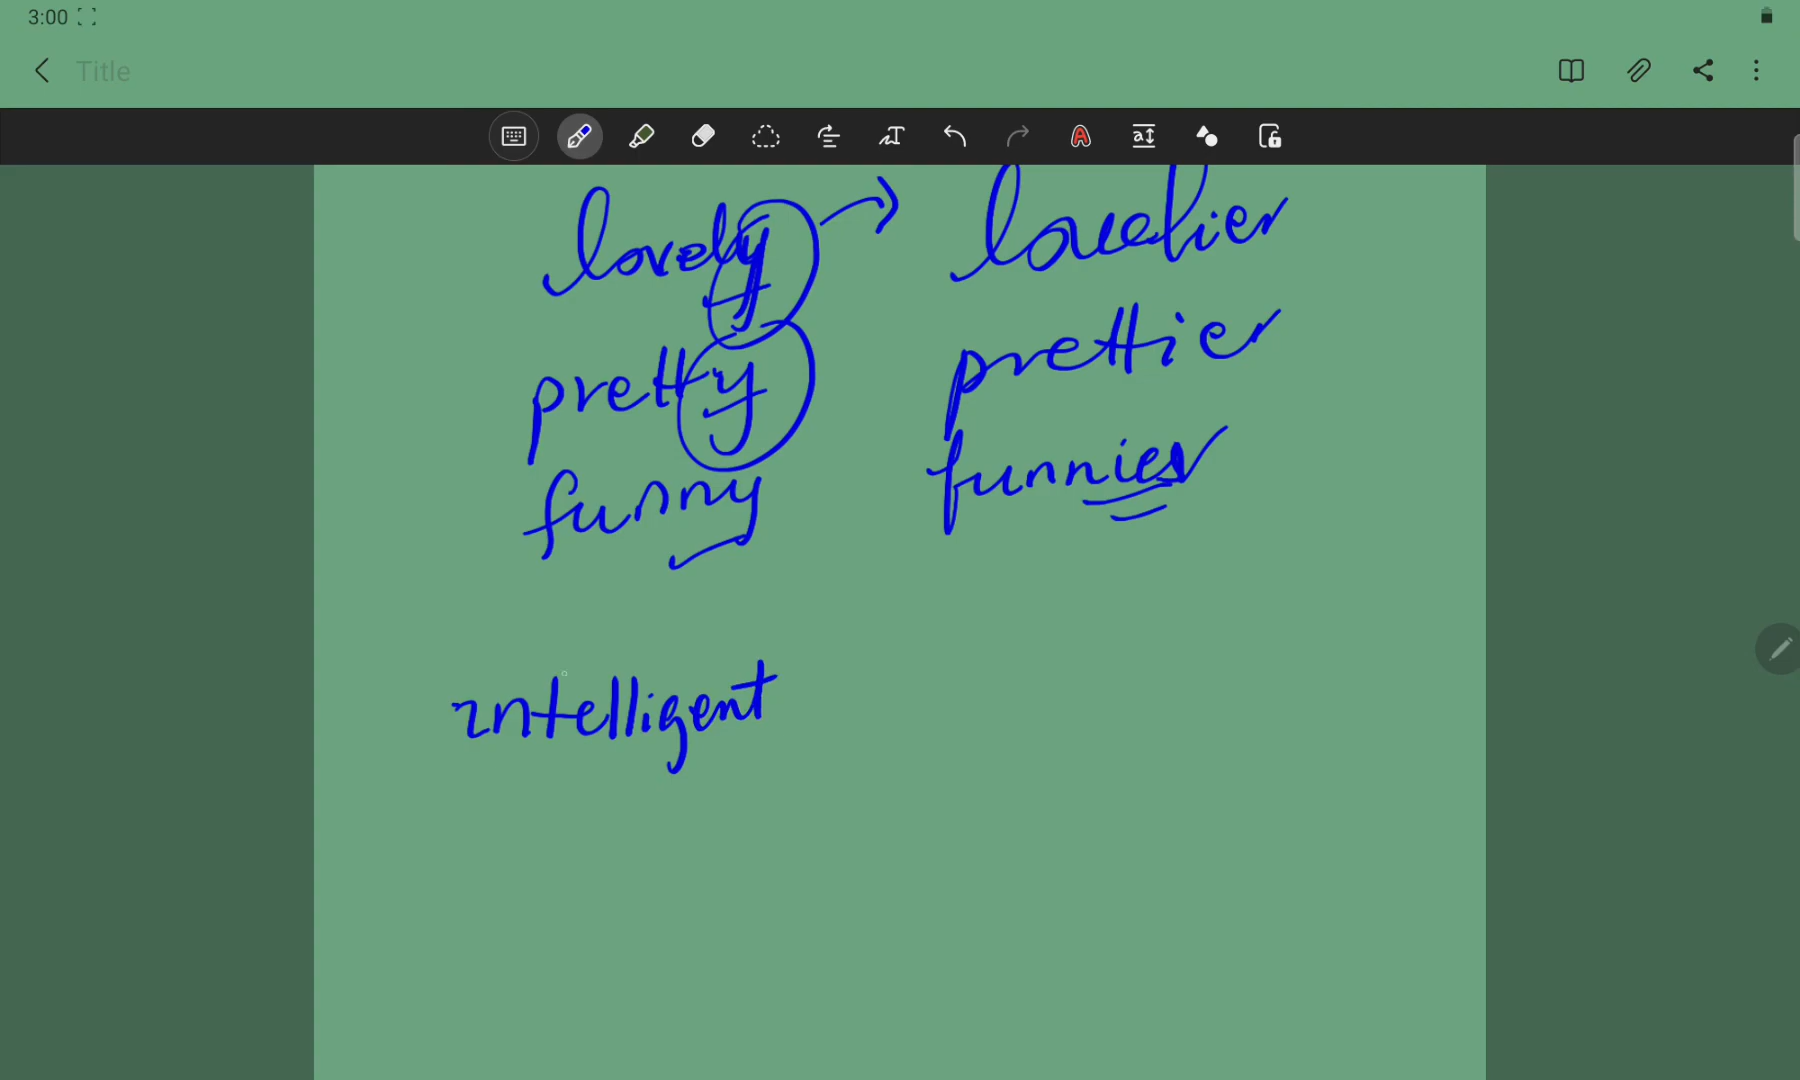 3:00
Title
lovely → lovelier
pretty prettier
funny funnier
intelligent